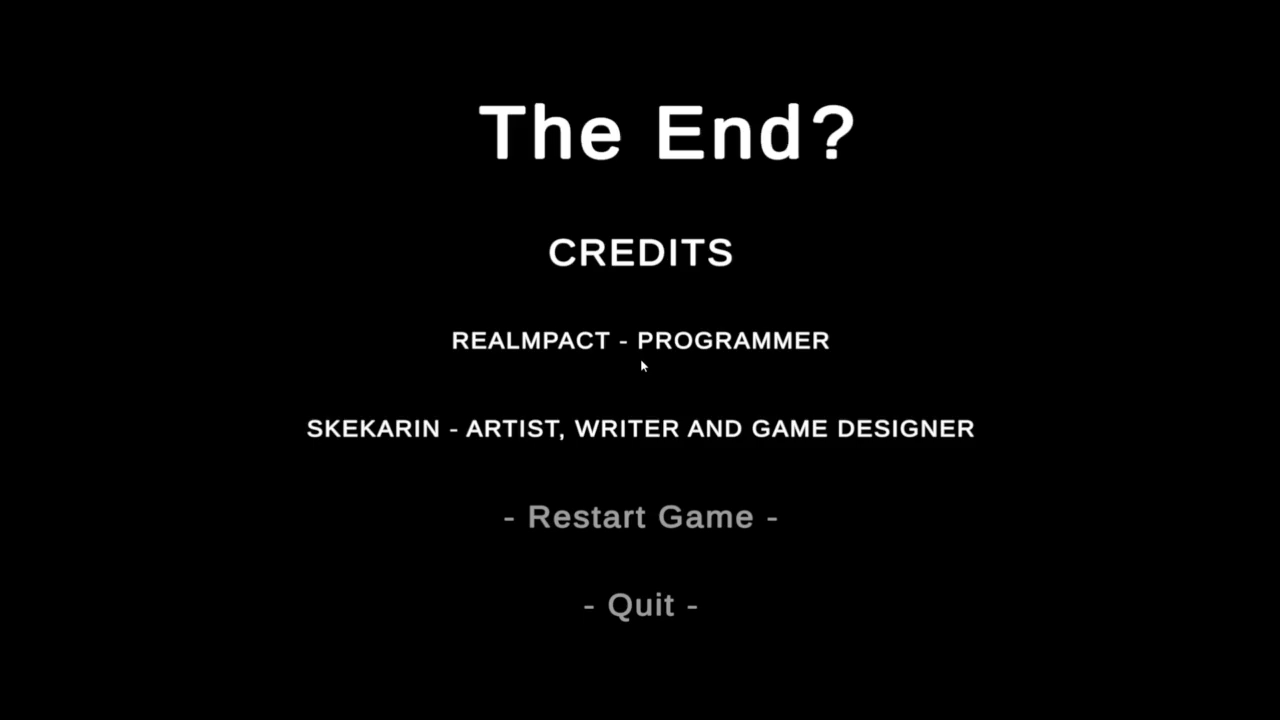 The End?
CREDITS
REALMPACT - PROGRAMMER
SKEKARIN - ARTIST, WRITER AND GAME DESIGNER
- Restart Game -
- Quit -